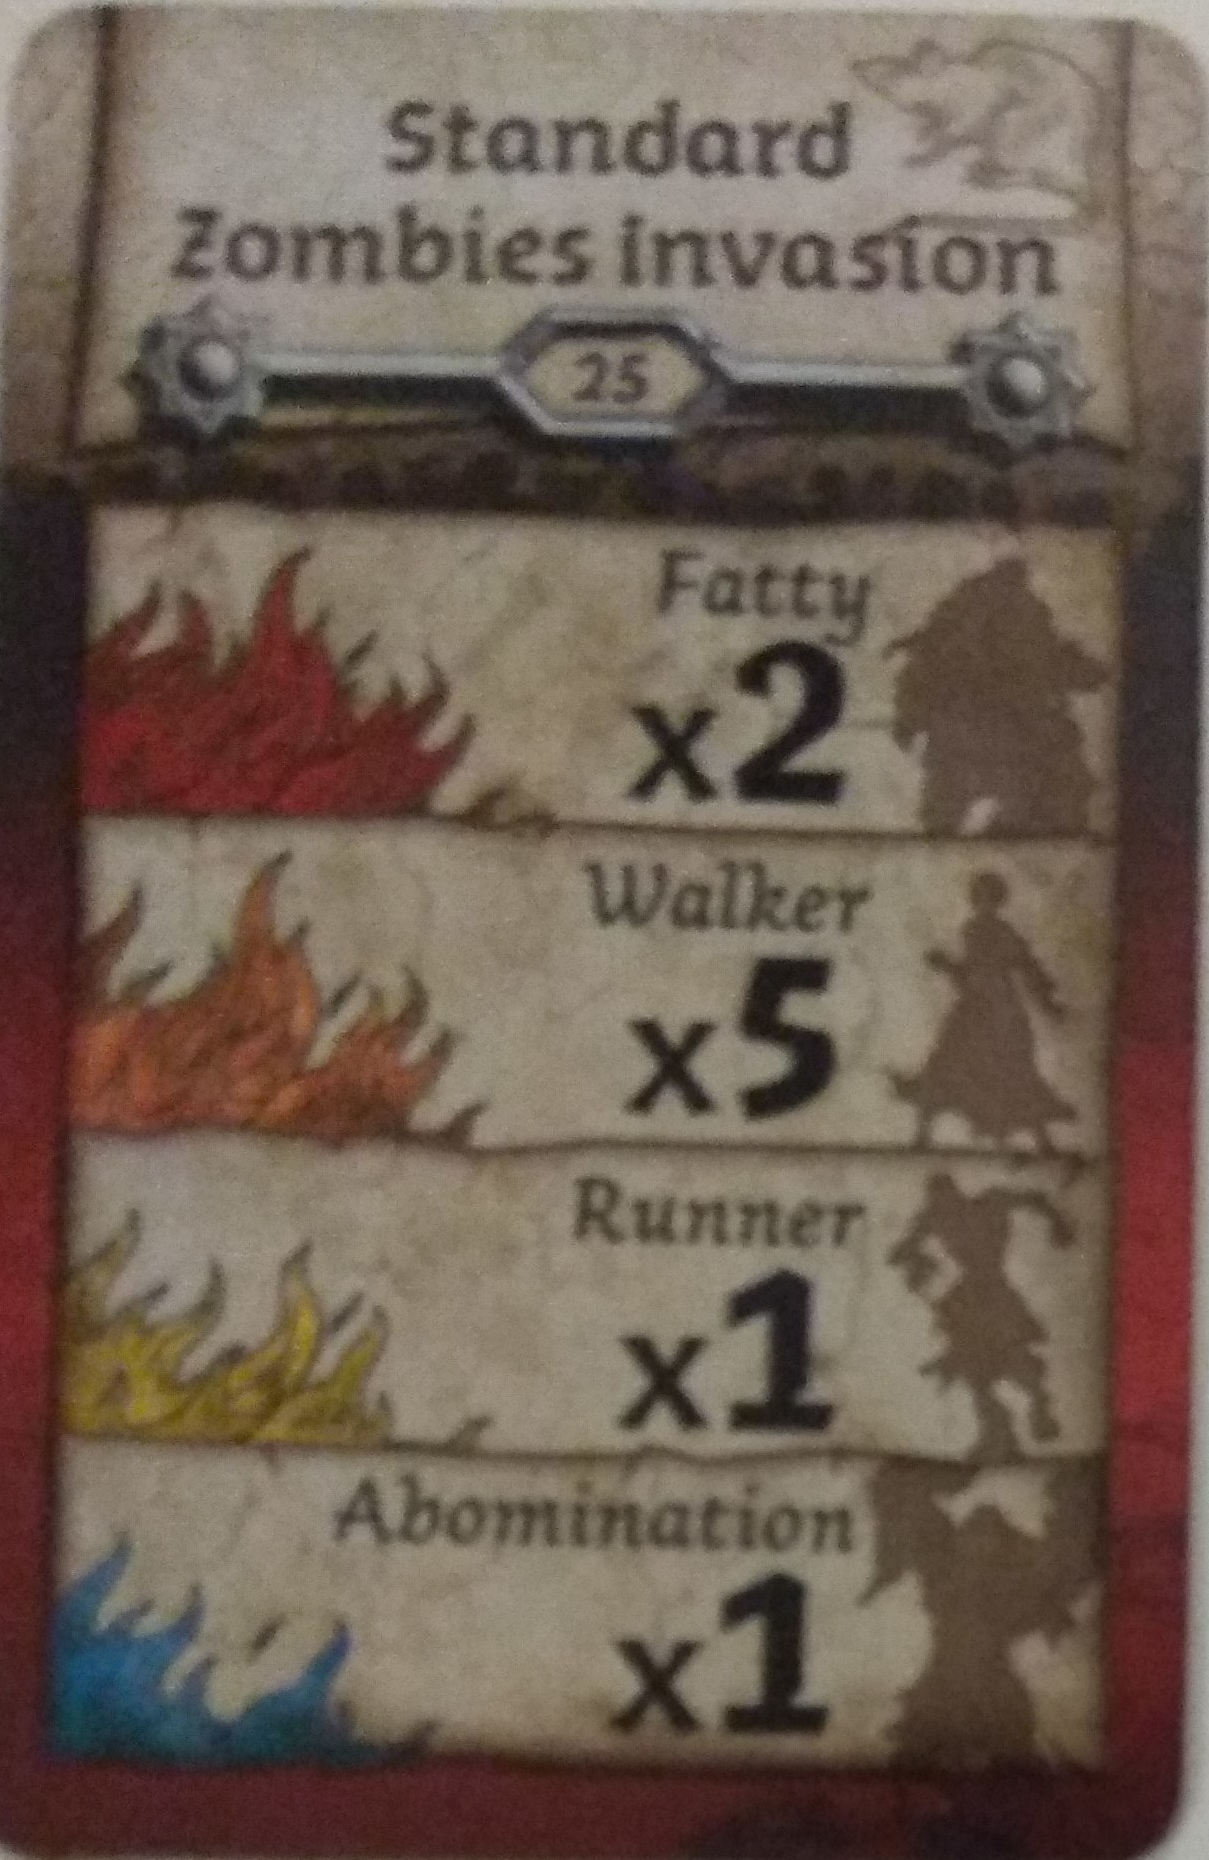 Standard
Zombies Invasion
25
Fatty
x2
Walker
x5
Runner
x1
Abomination
x1